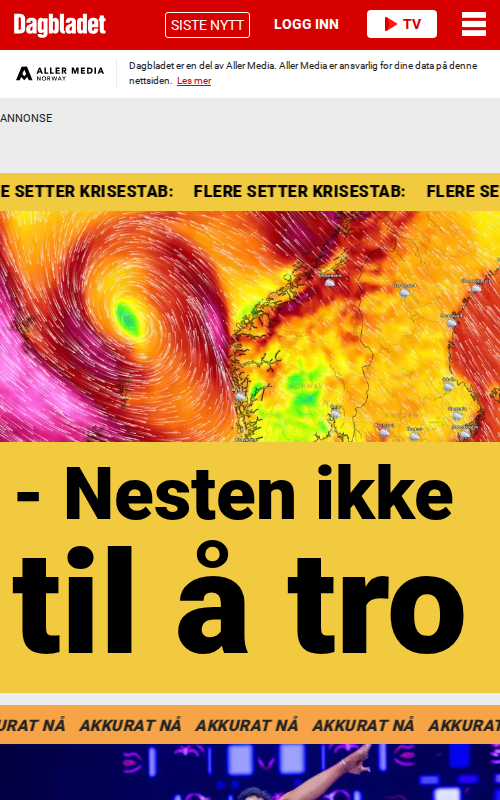 Dagbladet
SISTE NYTT
LOGG INN
TV
ALLER MEDIA
NORWAY
Dagbladet er en del av Aller Media. Aller Media er ansvarlig for dine data på denne
nettsiden. Les mer
ANNONSE
E SETTER KRISESTAB: FLERE SETTER KRISESTAB: FLERE SE
- Nesten ikke
til å tro
URAT NÅ AKKURAT NÅ AKKURAT NÅ AKKURAT NÅ AKKURAT